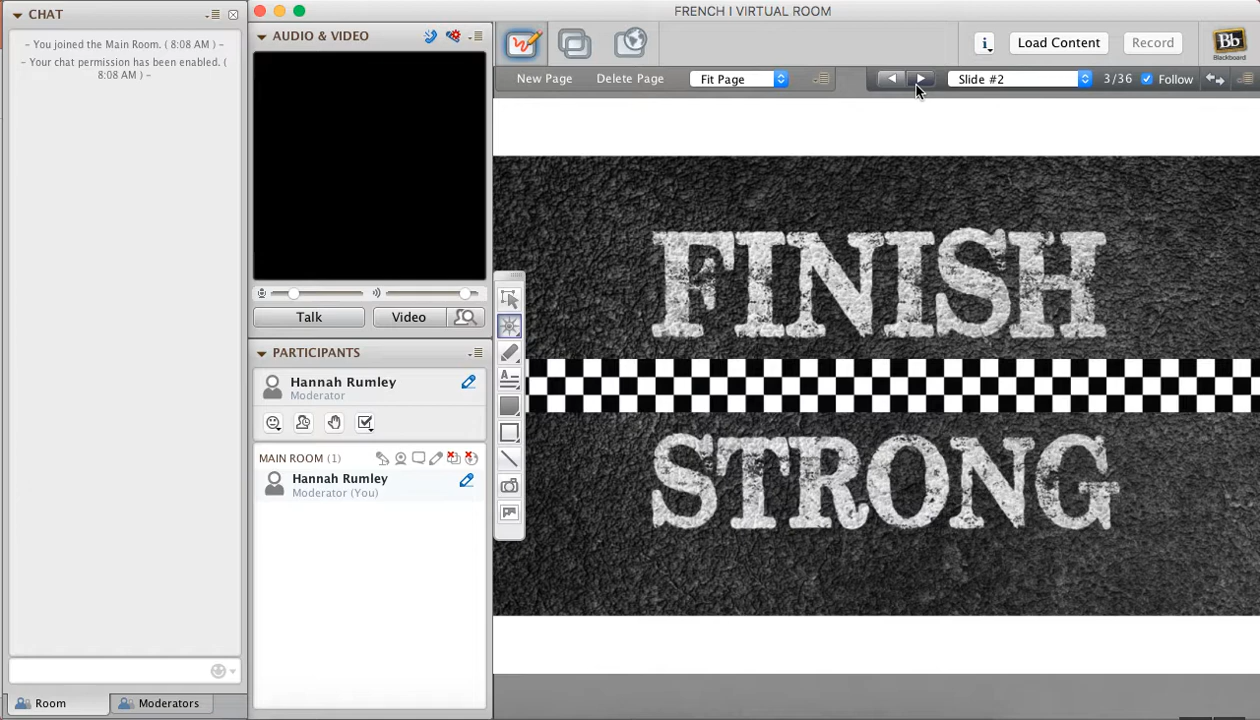 CHAT
– You joined the Main Room. ( 8:08 AM ) –
– Your chat permission has been enabled. (
8:08 AM ) –
Room
Moderators
AUDIO & VIDEO
Talk
Video
PARTICIPANTS
Hannah Rumley
Moderator
MAIN ROOM (1)
Hannah Rumley
Moderator (You)
FRENCH I VIRTUAL ROOM
i
Load Content
Record
Bb
Blackboard
New Page
Delete Page
Fit Page
Slide #2
3/36
Follow
A
FINISH
STRONG